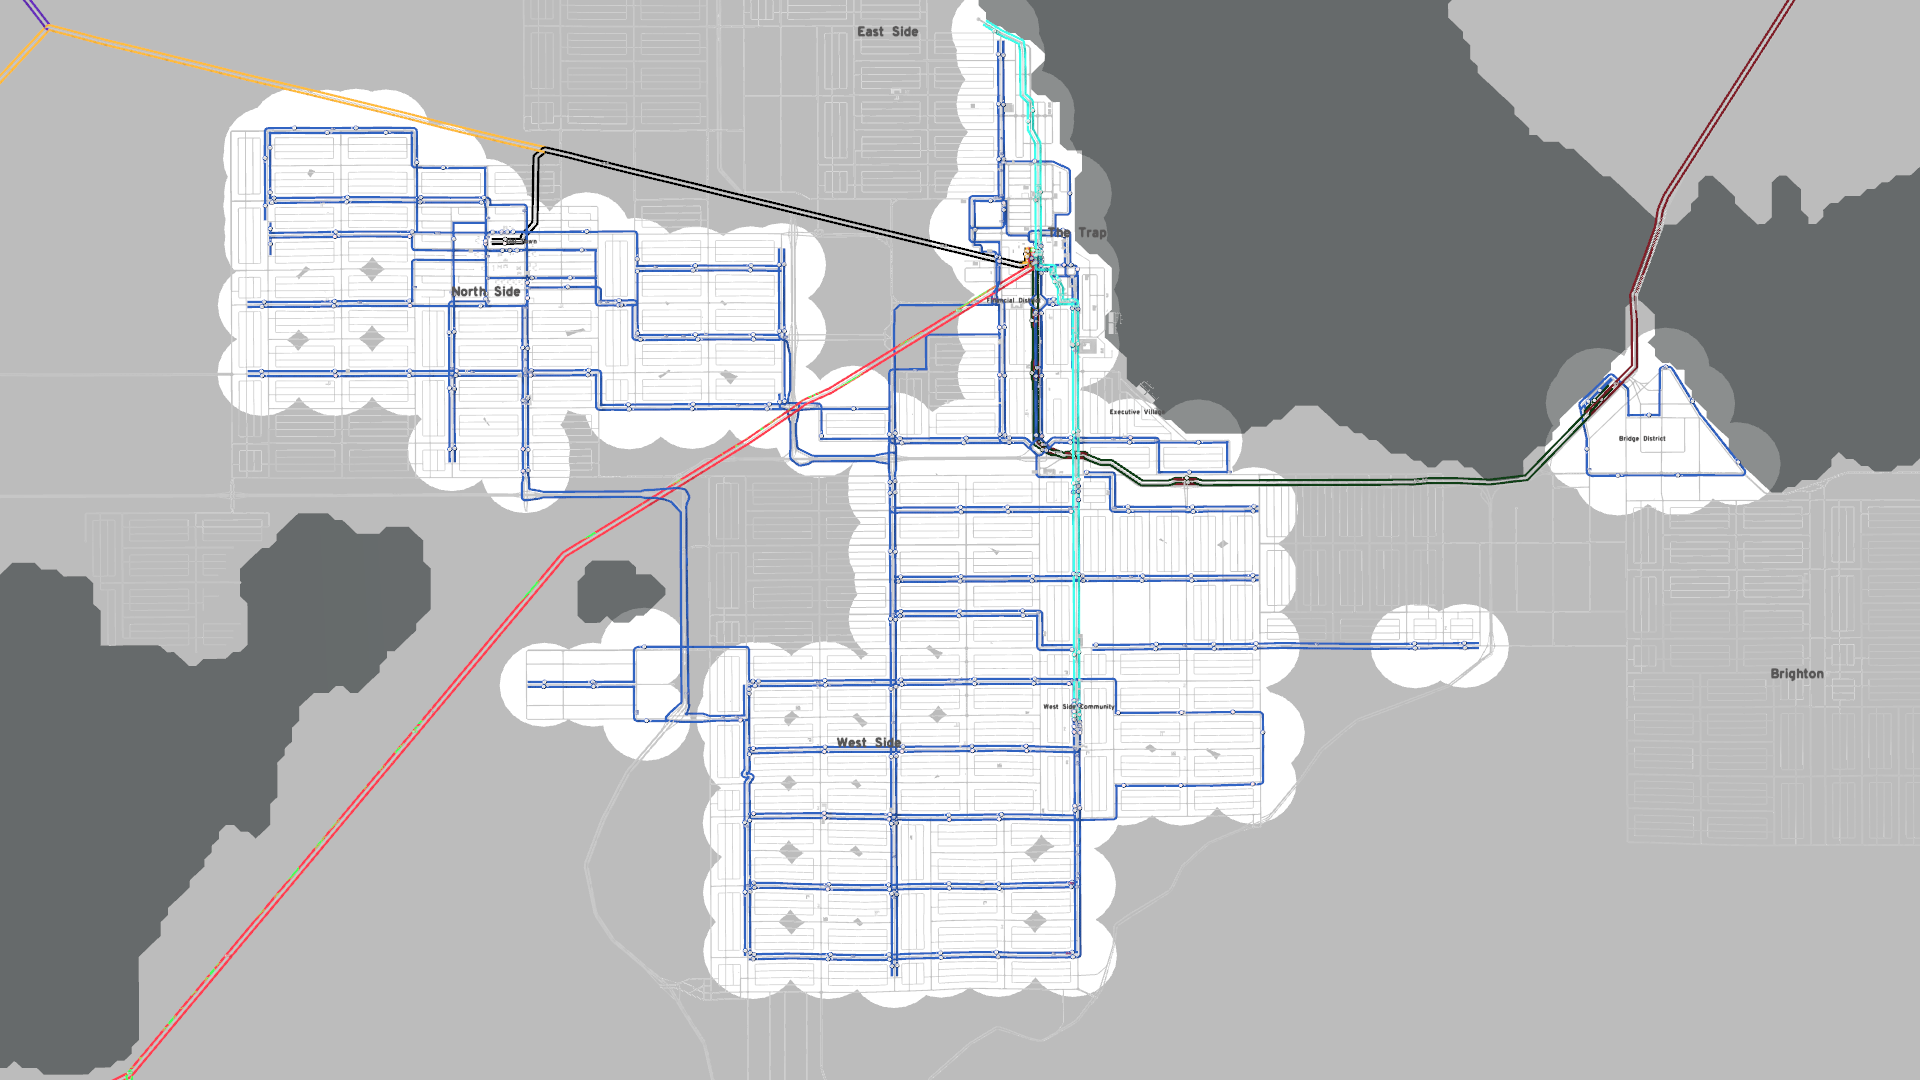 East Side
The Trap
North Side
Financial District
Executive Village
Bridge District
Brighton
West Side Community
West Side